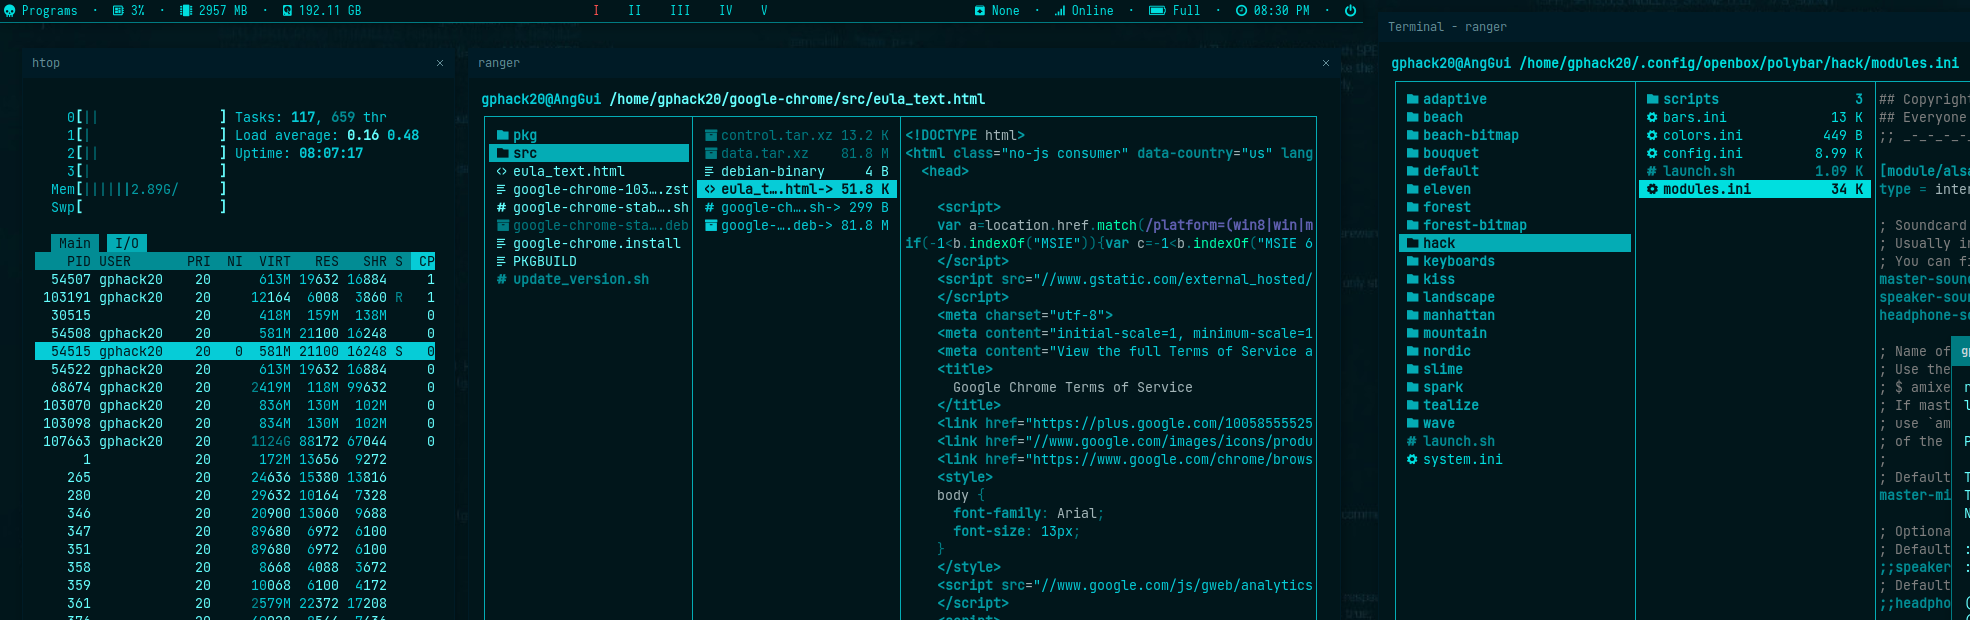 Programs · 3% · 2957 MB · 192.11 GB
I II III IV V
None · Online · Full · 08:30 PM ·
htop ×
0[|| ] Tasks: 117, 659 thr
1[| ] Load average: 0.16 0.48
2[|| ] Uptime: 08:07:17
3[| ]
Mem[||||||2.89G/ ]
Swp[ ]
Main I/O
PID USER PRI NI VIRT RES SHR S CP
54507 gphack20 20 613M 19632 16884 1
103191 gphack20 20 12164 6008 3860 R 1
30515 20 418M 159M 138M 0
54508 gphack20 20 581M 21100 16248 0
54515 gphack20 20 0 581M 21100 16248 S 0
54522 gphack20 20 613M 19632 16884 0
68674 gphack20 20 2419M 118M 99632 0
103070 gphack20 20 836M 130M 102M 0
103098 gphack20 20 834M 130M 102M 0
107663 gphack20 20 1124G 88172 67044 0
1 20 172M 13656 9272
265 20 24636 15380 13816
280 20 29632 10164 7328
346 20 20900 13060 9688
347 20 89680 6972 6100
351 20 89680 6972 6100
358 20 8668 4088 3672
359 20 10068 6100 4172
361 20 2579M 22372 17208
ranger ×
gphack20@AngGui /home/gphack20/google-chrome/src/eula_text.html
pkg
src
eula_text.html
google-chrome-103….zst
google-chrome-stab….sh
google-chrome-sta….deb
google-chrome.install
PKGBUILD
# update_version.sh
control.tar.xz 13.2 K
data.tar.xz 81.8 M
debian-binary 4 B
eula_t….html-> 51.8 K
# google-ch….sh-> 299 B
google-….deb-> 81.8 M
<!DOCTYPE html>
<html class="no-js consumer" data-country="us" lang
<head>
<script>
var a=location.href.match(/platform=(win8|win|m
if(-1<b.indexOf("MSIE")){var c=-1<b.indexOf("MSIE 6
</script>
<script src="//www.gstatic.com/external_hosted/
</script>
<meta charset="utf-8">
<meta content="initial-scale=1, minimum-scale=1
<meta content="View the full Terms of Service a
<title>
Google Chrome Terms of Service
</title>
<link href="https://plus.google.com/10058555525
<link href="//www.google.com/images/icons/produ
<link href="https://www.google.com/chrome/brows
<style>
body {
font-family: Arial;
font-size: 13px;
}
</style>
<script src="//www.google.com/js/gweb/analytics
</script>
Terminal - ranger
gphack20@AngGui /home/gphack20/.config/openbox/polybar/hack/modules.ini
adaptive
beach
beach-bitmap
bouquet
default
eleven
forest
forest-bitmap
hack
keyboards
kiss
landscape
manhattan
mountain
nordic
slime
spark
tealize
wave
# launch.sh
system.ini
scripts 3
bars.ini 13 K
colors.ini 449 B
config.ini 8.99 K
# launch.sh 1.09 K
modules.ini 34 K
## Copyright
## Everyone
;; _-_-_-_-
[module/alsa
type = inter
; Soundcard
; Usually in
; You can fi
master-sound
speaker-soun
headphone-so
; Name of
; Use the
; $ amixe
; If mast
; use `am
; of the
;
; Default
master-mi
; Optiona
; Default
;;speaker
; Default
;;headpho